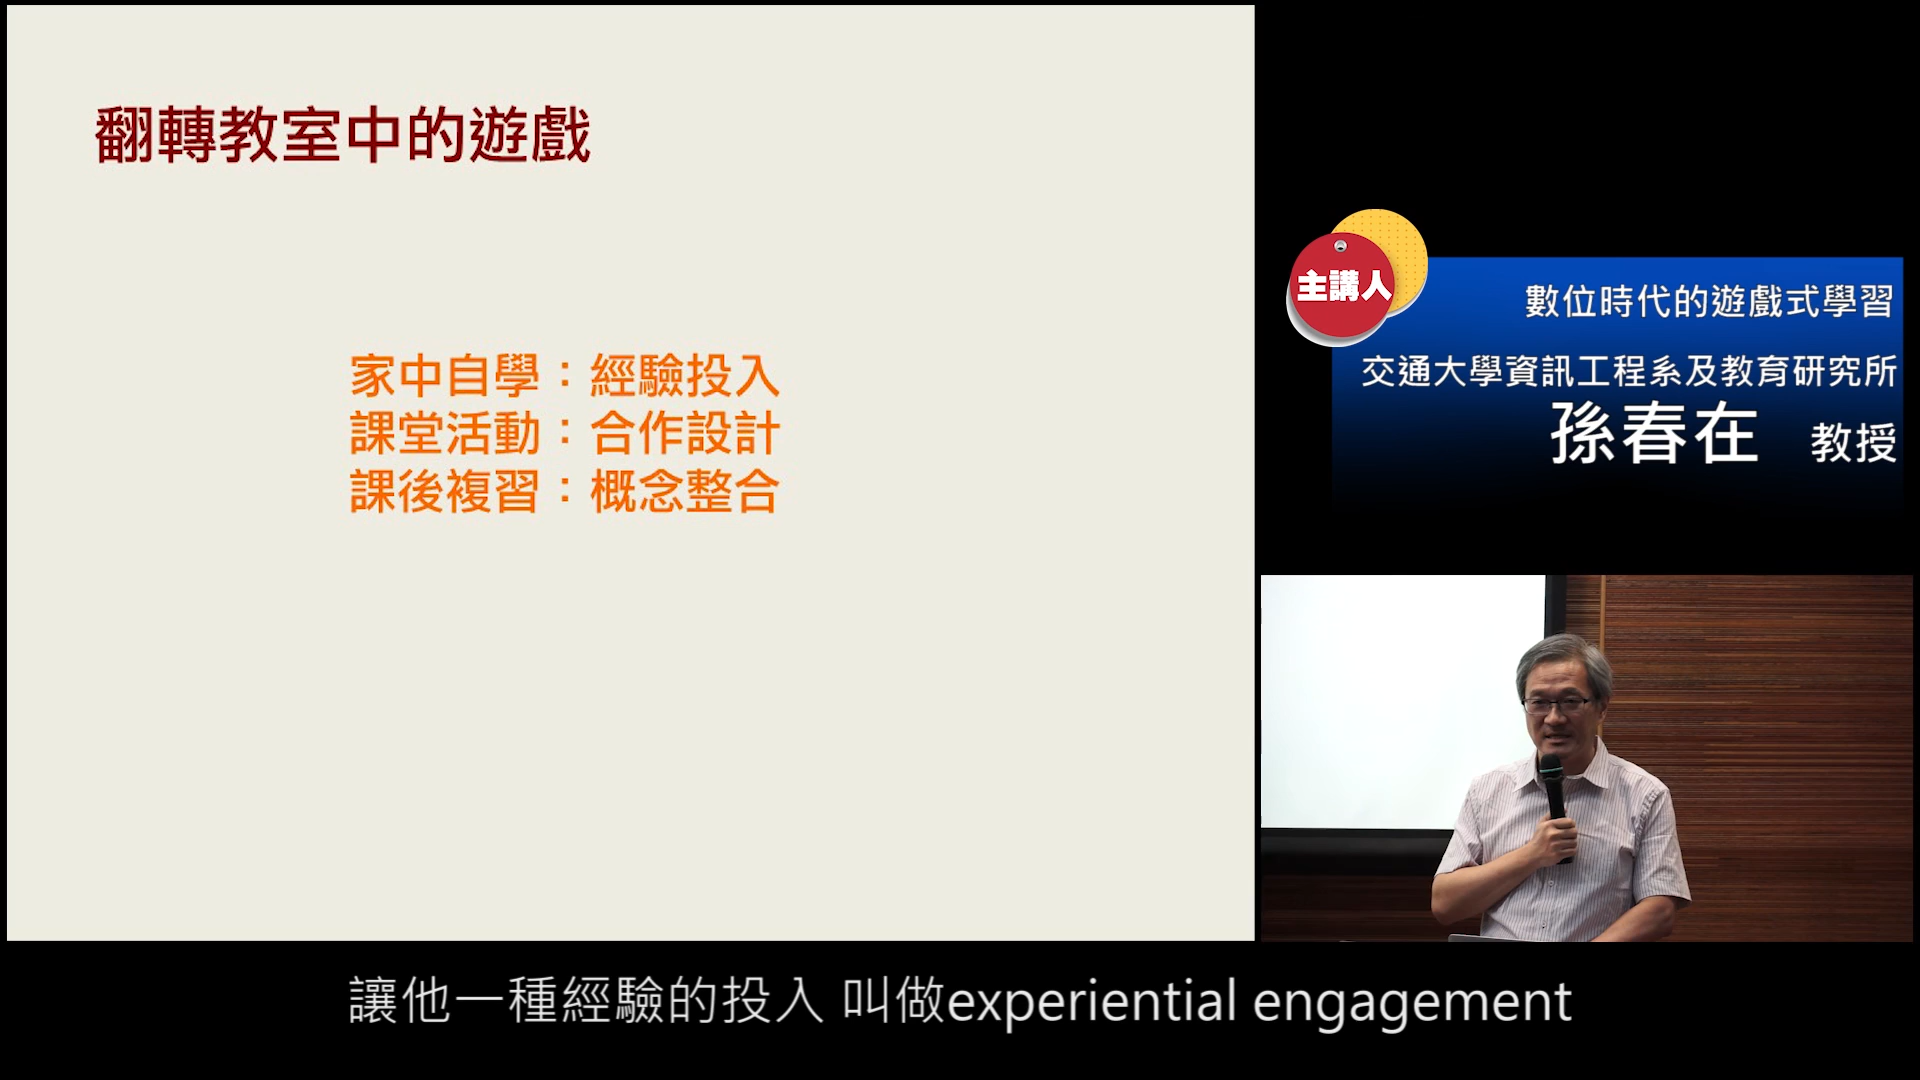 翻轉教室中的遊戲
家中自學：經驗投入
課堂活動：合作設計
課後複習：概念整合
主講人
數位時代的遊戲式學習
交通大學資訊工程系及教育研究所
孫春在 教授
讓他一種經驗的投入 叫做experiential engagement